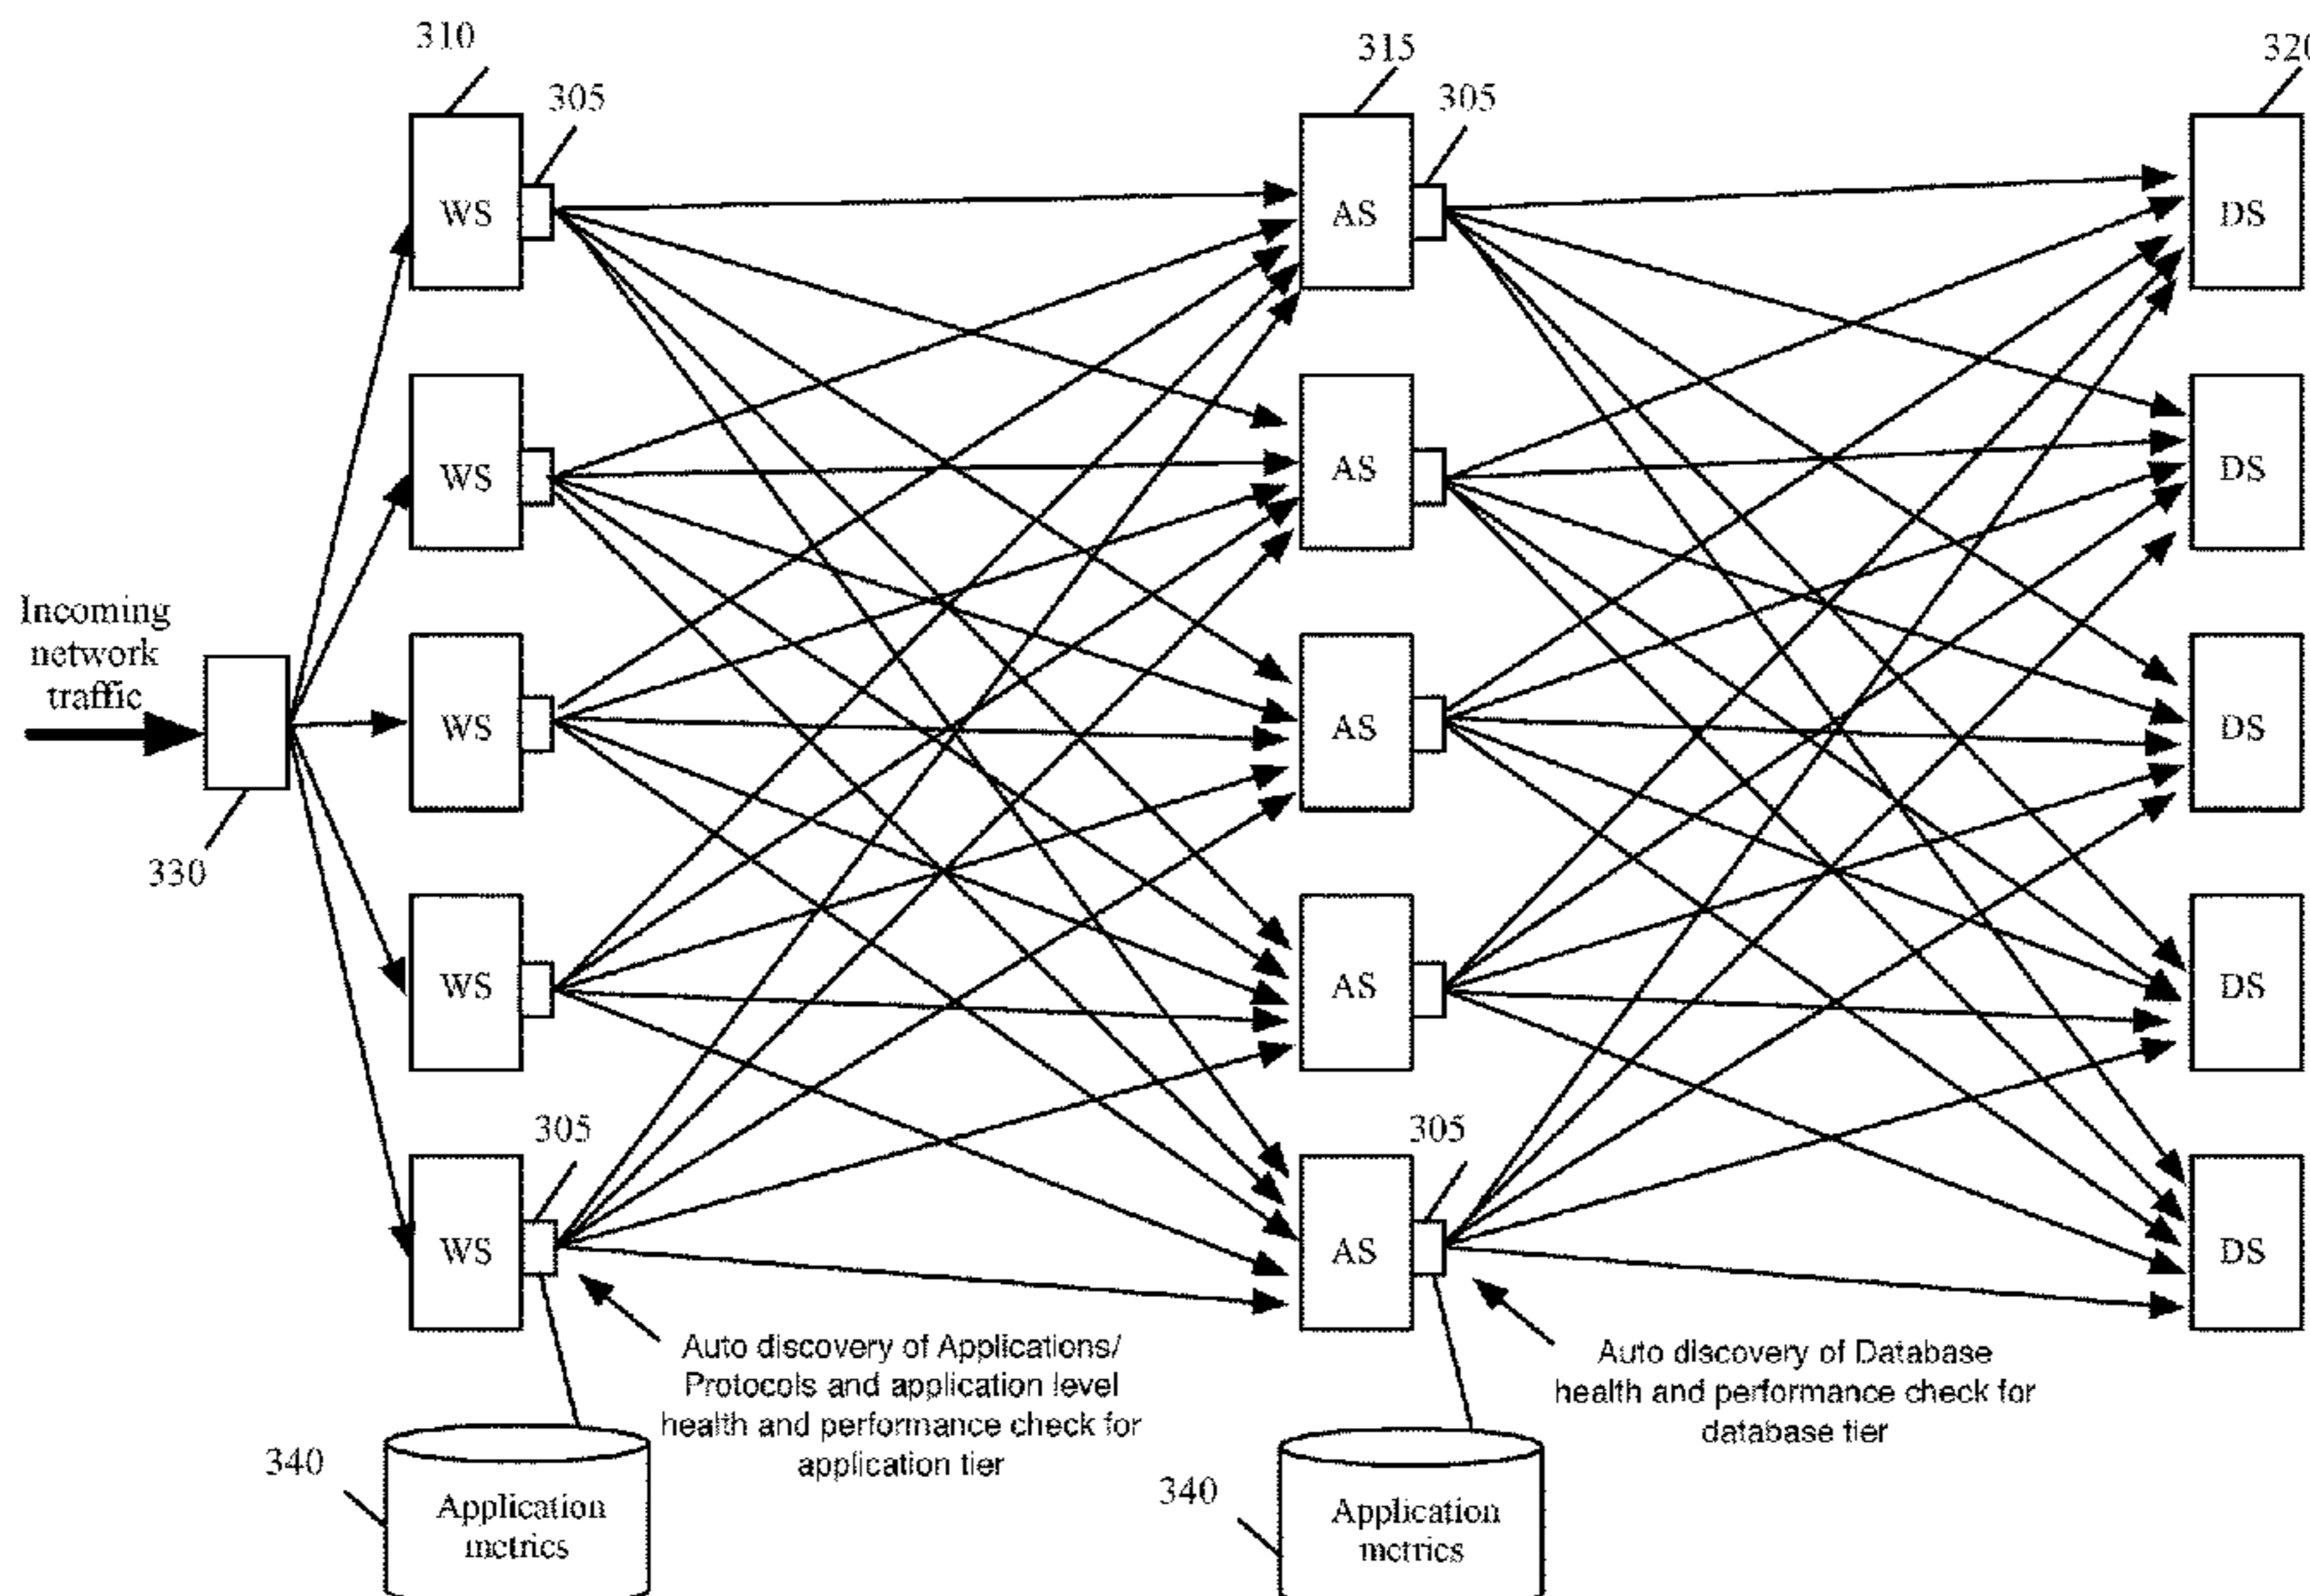 310
315
320
305
305
WS
AS
DS
WS
AS
DS
Incoming
network
traffic
WS
AS
DS
330
WS
AS
DS
305
305
WS
AS
DS
Auto discovery of Applications/
Protocols and application level
health and performance check for
application tier
Auto discovery of Database
health and performance check for
database tier
340
Application
metrics
340
Application
metrics